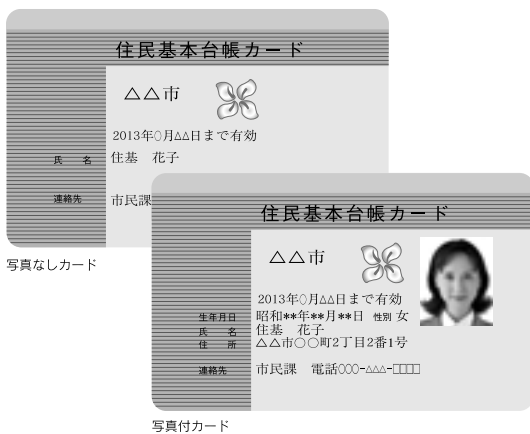 住民基本台帳カード
△△市
2013年○月△△日まで有効
氏 名 住基 花子
連絡先 市民課
写真なしカード
住民基本台帳カード
△△市
2013年○月△△日まで有効
生年月日 昭和**年**月**日 性別 女
氏 名 住基 花子
住 所 △△市○○町2丁目2番1号
連絡先 市民課 電話○○○-△△△-□□□□
写真付カード